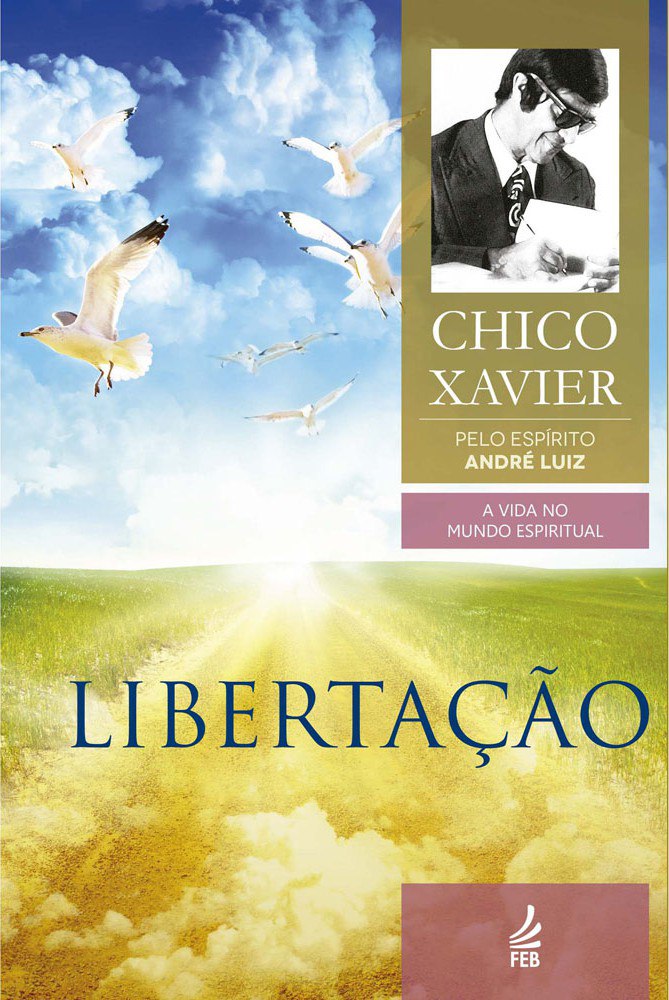 CHICO
XAVIER
PELO ESPÍRITO
ANDRÉ LUIZ
A VIDA NO
MUNDO ESPIRITUAL
LIBERTAÇÃO
FEB